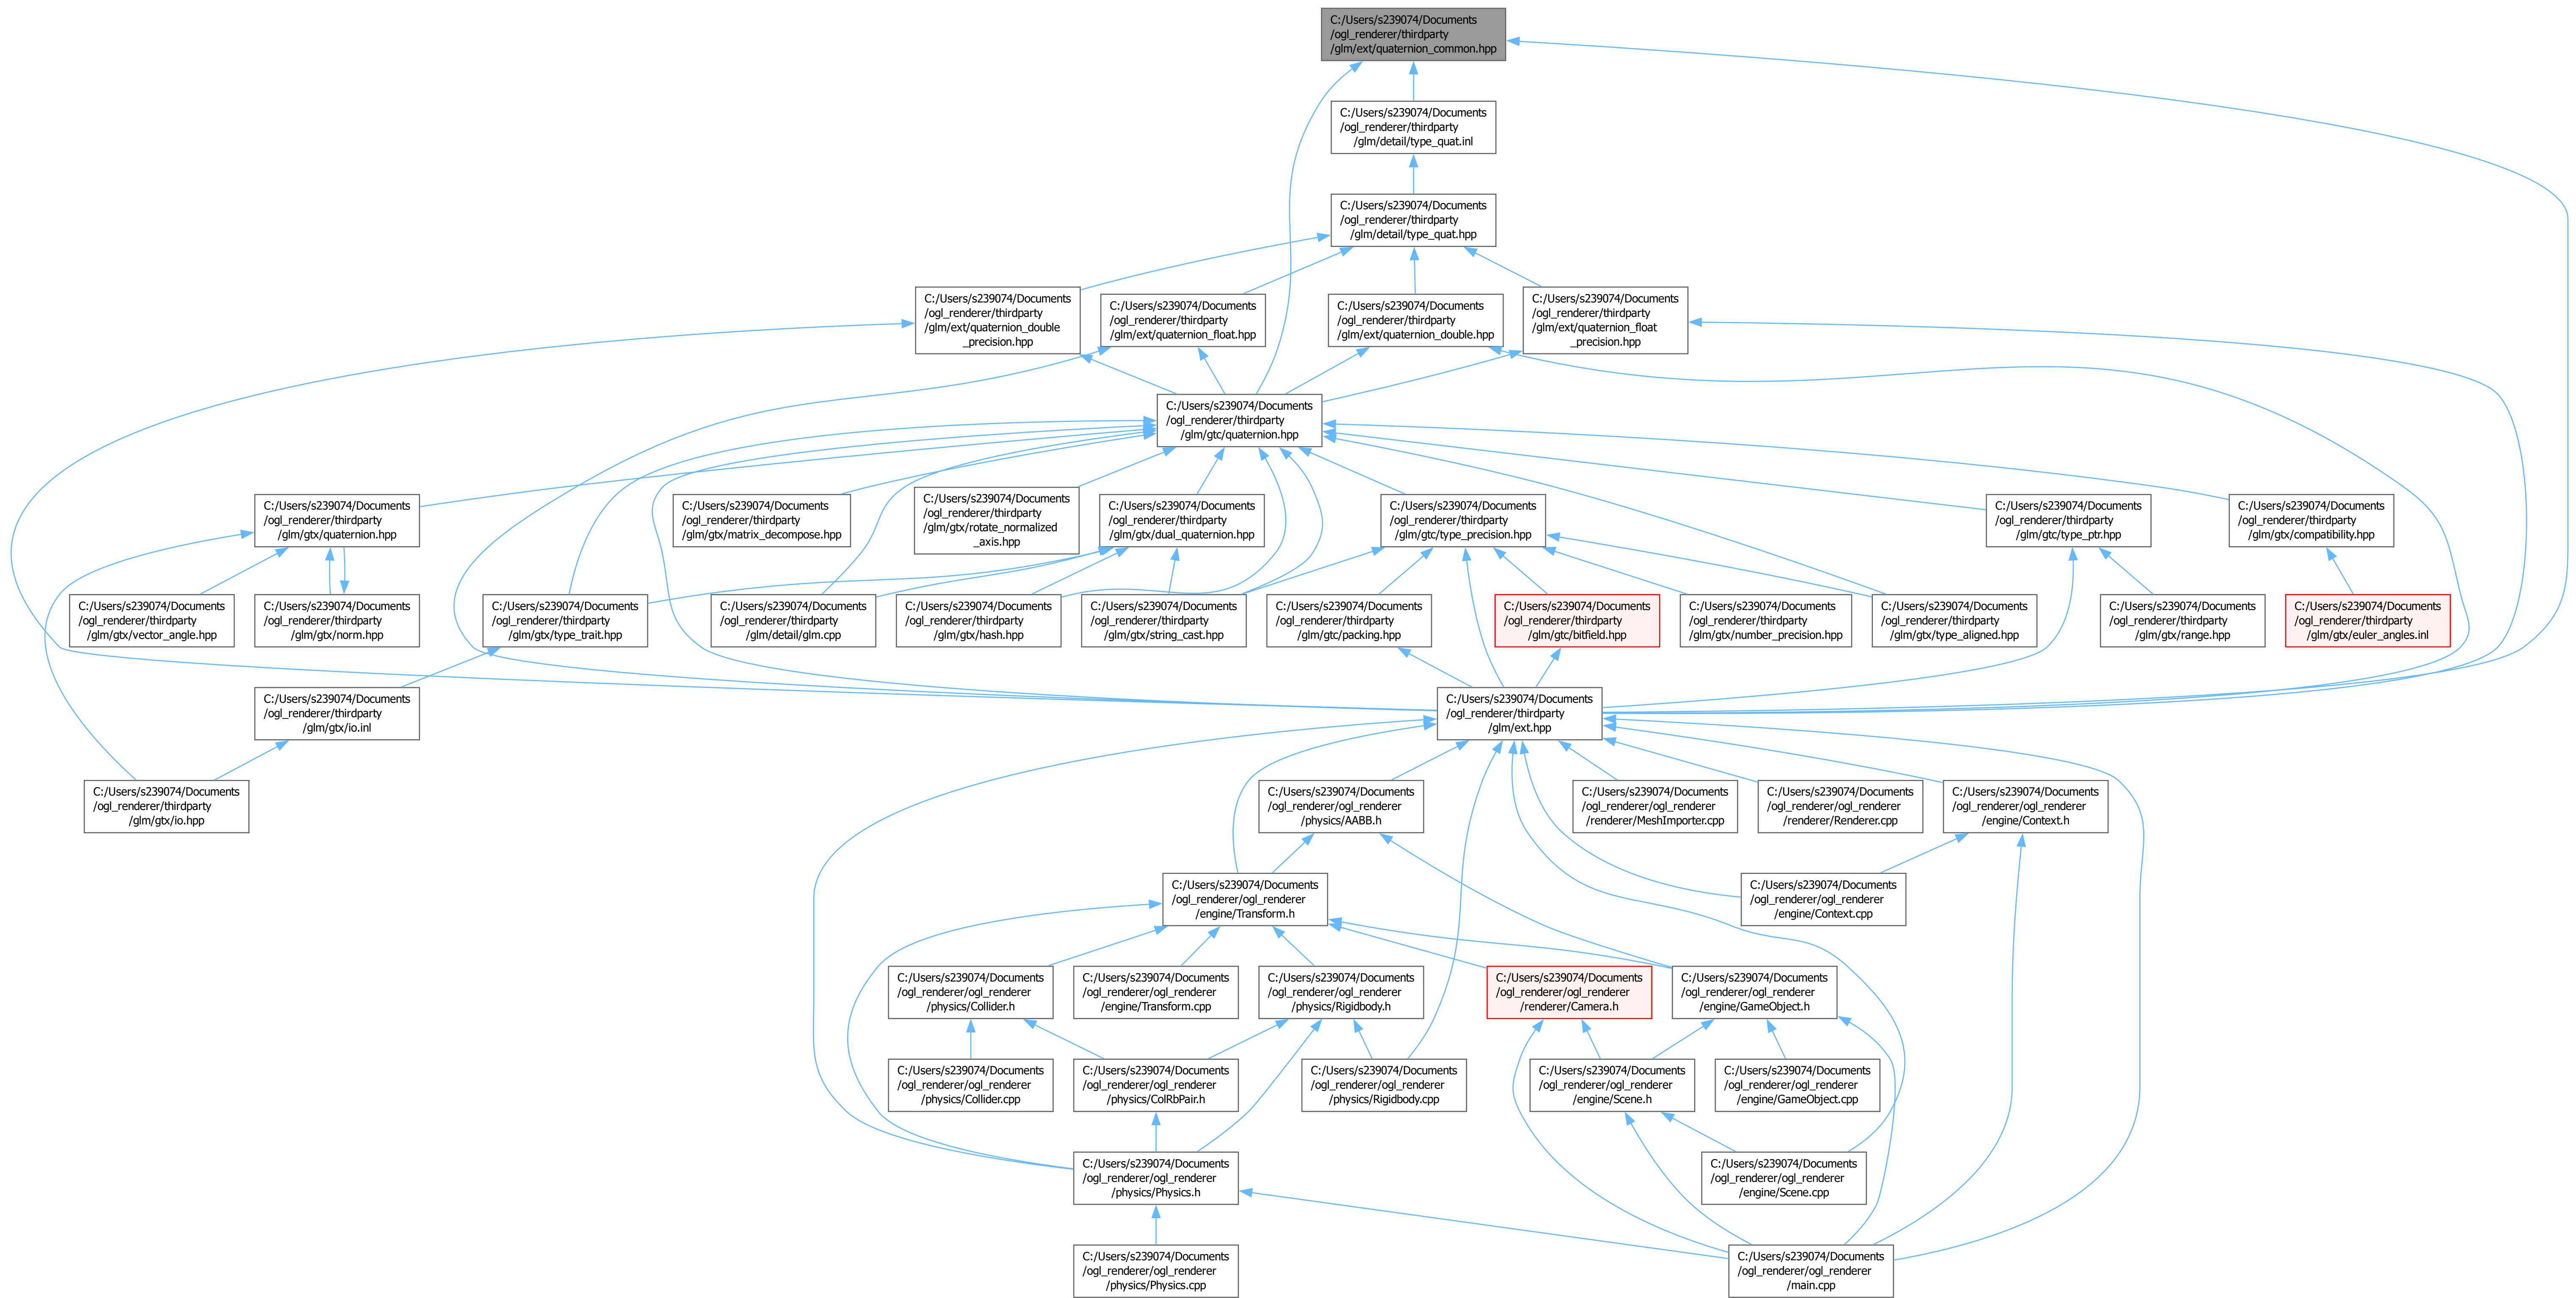 C:/Users/s239074/Documents
/ogl_renderer/thirdparty
/glm/ext/quaternion_common.hpp
C:/Users/s239074/Documents
/ogl_renderer/thirdparty
/glm/detail/type_quat.inl
C:/Users/s239074/Documents
/ogl_renderer/thirdparty
/glm/detail/type_quat.hpp
C:/Users/s239074/Documents
/ogl_renderer/thirdparty
/glm/ext/quaternion_double
_precision.hpp
C:/Users/s239074/Documents
/ogl_renderer/thirdparty
/glm/ext/quaternion_float.hpp
C:/Users/s239074/Documents
/ogl_renderer/thirdparty
/glm/ext/quaternion_double.hpp
C:/Users/s239074/Documents
/ogl_renderer/thirdparty
/glm/ext/quaternion_float
_precision.hpp
C:/Users/s239074/Documents
/ogl_renderer/thirdparty
/glm/gtc/quaternion.hpp
C:/Users/s239074/Documents
/ogl_renderer/thirdparty
/glm/gtx/quaternion.hpp
C:/Users/s239074/Documents
/ogl_renderer/thirdparty
/glm/gtx/matrix_decompose.hpp
C:/Users/s239074/Documents
/ogl_renderer/thirdparty
/glm/gtx/rotate_normalized
_axis.hpp
C:/Users/s239074/Documents
/ogl_renderer/thirdparty
/glm/gtx/dual_quaternion.hpp
C:/Users/s239074/Documents
/ogl_renderer/thirdparty
/glm/gtc/type_precision.hpp
C:/Users/s239074/Documents
/ogl_renderer/thirdparty
/glm/gtc/type_ptr.hpp
C:/Users/s239074/Documents
/ogl_renderer/thirdparty
/glm/gtx/compatibility.hpp
C:/Users/s239074/Documents
/ogl_renderer/thirdparty
/glm/gtx/vector_angle.hpp
C:/Users/s239074/Documents
/ogl_renderer/thirdparty
/glm/gtx/norm.hpp
C:/Users/s239074/Documents
/ogl_renderer/thirdparty
/glm/gtx/type_trait.hpp
C:/Users/s239074/Documents
/ogl_renderer/thirdparty
/glm/detail/glm.cpp
C:/Users/s239074/Documents
/ogl_renderer/thirdparty
/glm/gtx/hash.hpp
C:/Users/s239074/Documents
/ogl_renderer/thirdparty
/glm/gtx/string_cast.hpp
C:/Users/s239074/Documents
/ogl_renderer/thirdparty
/glm/gtc/packing.hpp
C:/Users/s239074/Documents
/ogl_renderer/thirdparty
/glm/gtc/bitfield.hpp
C:/Users/s239074/Documents
/ogl_renderer/thirdparty
/glm/gtx/number_precision.hpp
C:/Users/s239074/Documents
/ogl_renderer/thirdparty
/glm/gtx/type_aligned.hpp
C:/Users/s239074/Documents
/ogl_renderer/thirdparty
/glm/gtx/range.hpp
C:/Users/s239074/Documents
/ogl_renderer/thirdparty
/glm/gtx/euler_angles.inl
C:/Users/s239074/Documents
/ogl_renderer/thirdparty
/glm/gtx/io.inl
C:/Users/s239074/Documents
/ogl_renderer/thirdparty
/glm/ext.hpp
C:/Users/s239074/Documents
/ogl_renderer/thirdparty
/glm/gtx/io.hpp
C:/Users/s239074/Documents
/ogl_renderer/ogl_renderer
/physics/AABB.h
C:/Users/s239074/Documents
/ogl_renderer/ogl_renderer
/renderer/MeshImporter.cpp
C:/Users/s239074/Documents
/ogl_renderer/ogl_renderer
/renderer/Renderer.cpp
C:/Users/s239074/Documents
/ogl_renderer/ogl_renderer
/engine/Context.h
C:/Users/s239074/Documents
/ogl_renderer/ogl_renderer
/engine/Transform.h
C:/Users/s239074/Documents
/ogl_renderer/ogl_renderer
/engine/Context.cpp
C:/Users/s239074/Documents
/ogl_renderer/ogl_renderer
/physics/Collider.h
C:/Users/s239074/Documents
/ogl_renderer/ogl_renderer
/engine/Transform.cpp
C:/Users/s239074/Documents
/ogl_renderer/ogl_renderer
/physics/Rigidbody.h
C:/Users/s239074/Documents
/ogl_renderer/ogl_renderer
/renderer/Camera.h
C:/Users/s239074/Documents
/ogl_renderer/ogl_renderer
/engine/GameObject.h
C:/Users/s239074/Documents
/ogl_renderer/ogl_renderer
/physics/Collider.cpp
C:/Users/s239074/Documents
/ogl_renderer/ogl_renderer
/physics/ColRbPair.h
C:/Users/s239074/Documents
/ogl_renderer/ogl_renderer
/physics/Rigidbody.cpp
C:/Users/s239074/Documents
/ogl_renderer/ogl_renderer
/engine/Scene.h
C:/Users/s239074/Documents
/ogl_renderer/ogl_renderer
/engine/GameObject.cpp
C:/Users/s239074/Documents
/ogl_renderer/ogl_renderer
/physics/Physics.h
C:/Users/s239074/Documents
/ogl_renderer/ogl_renderer
/engine/Scene.cpp
C:/Users/s239074/Documents
/ogl_renderer/ogl_renderer
/physics/Physics.cpp
C:/Users/s239074/Documents
/ogl_renderer/ogl_renderer
/main.cpp